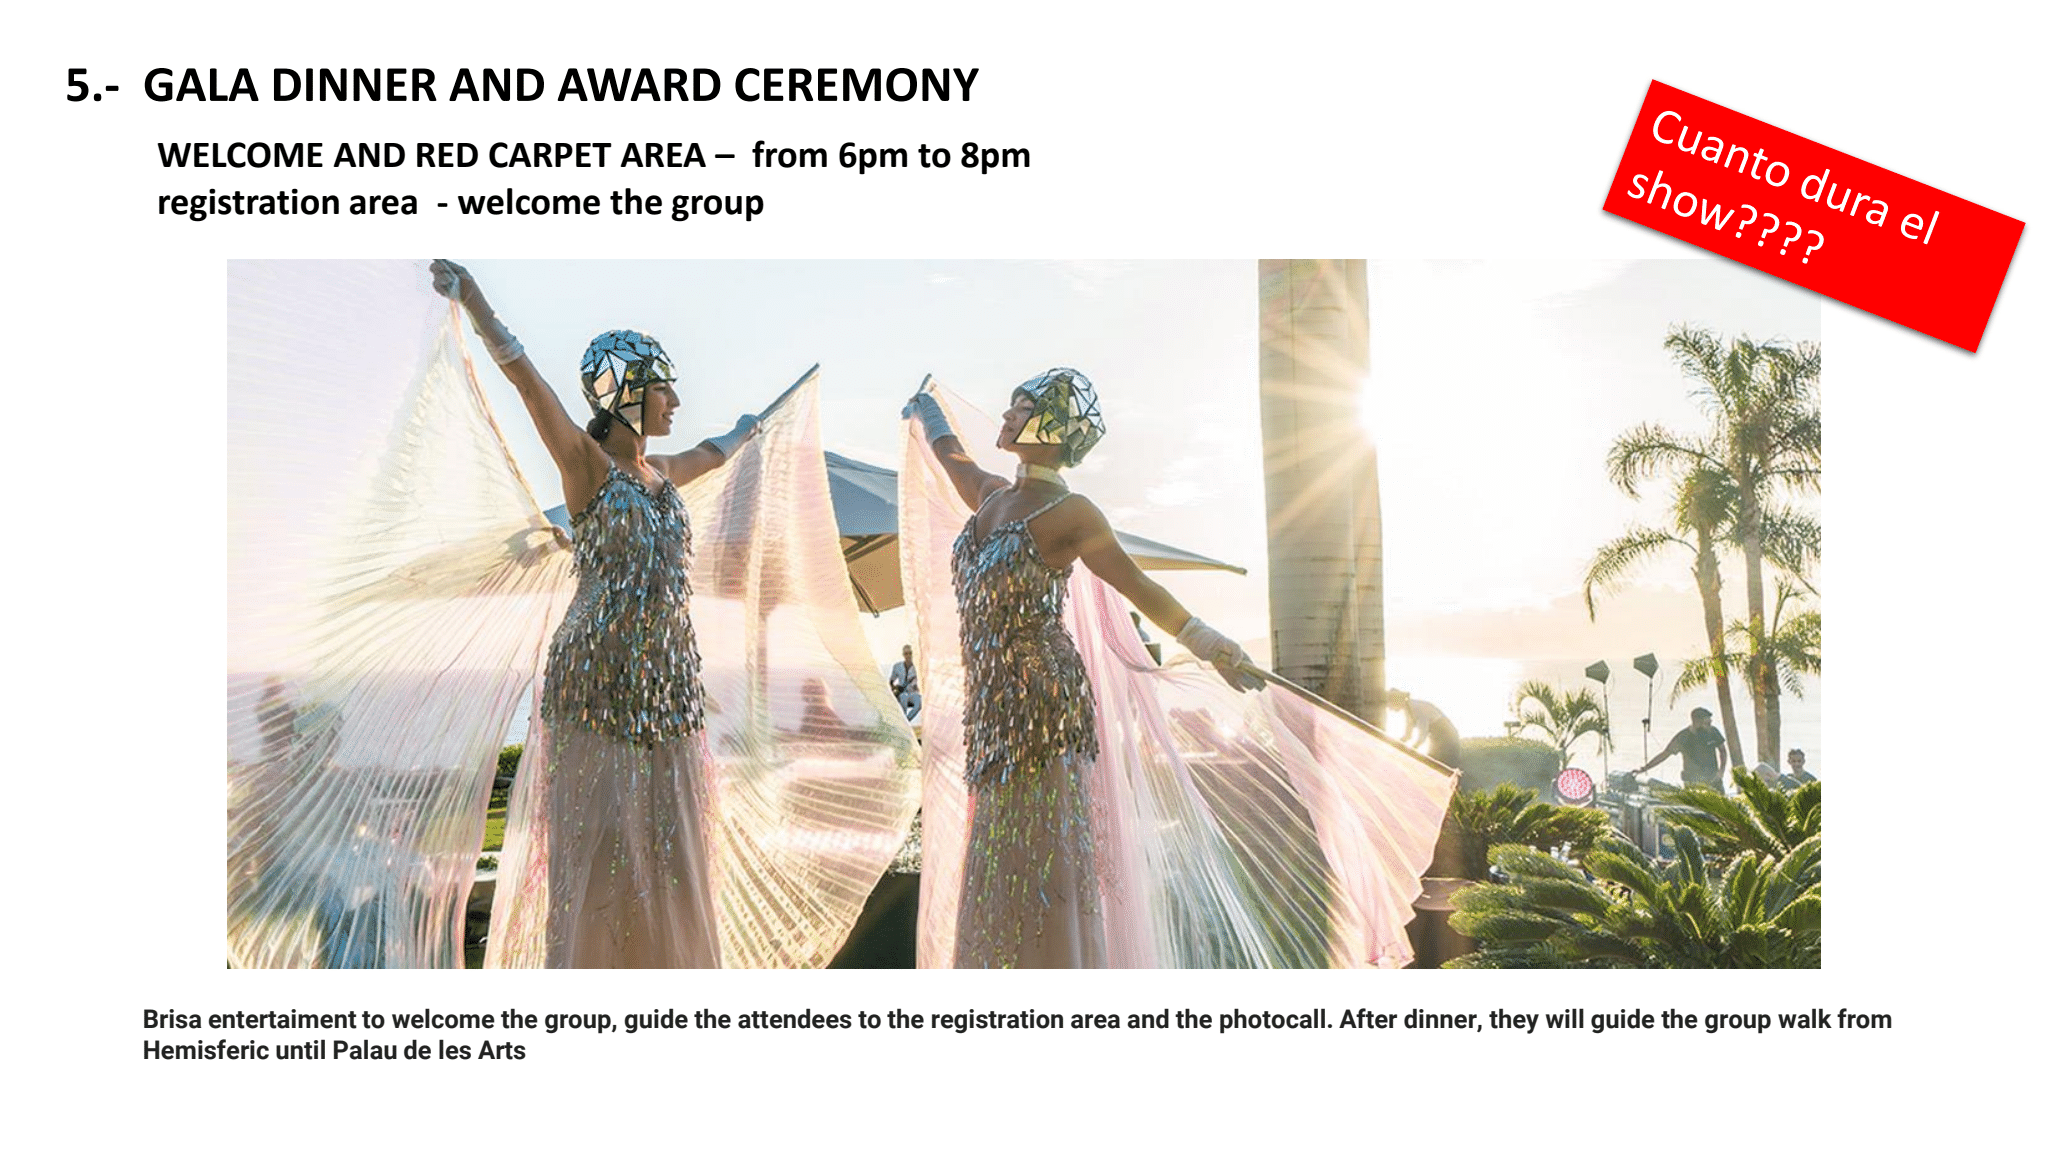 5.- GALA DINNER AND AWARD CEREMONY
WELCOME AND RED CARPET AREA – from 6pm to 8pm
registration area - welcome the group
Cuanto dura el
show????
Brisa entertaiment to welcome the group, guide the attendees to the registration area and the photocall. After dinner, they will guide the group walk from
Hemisferic until Palau de les Arts